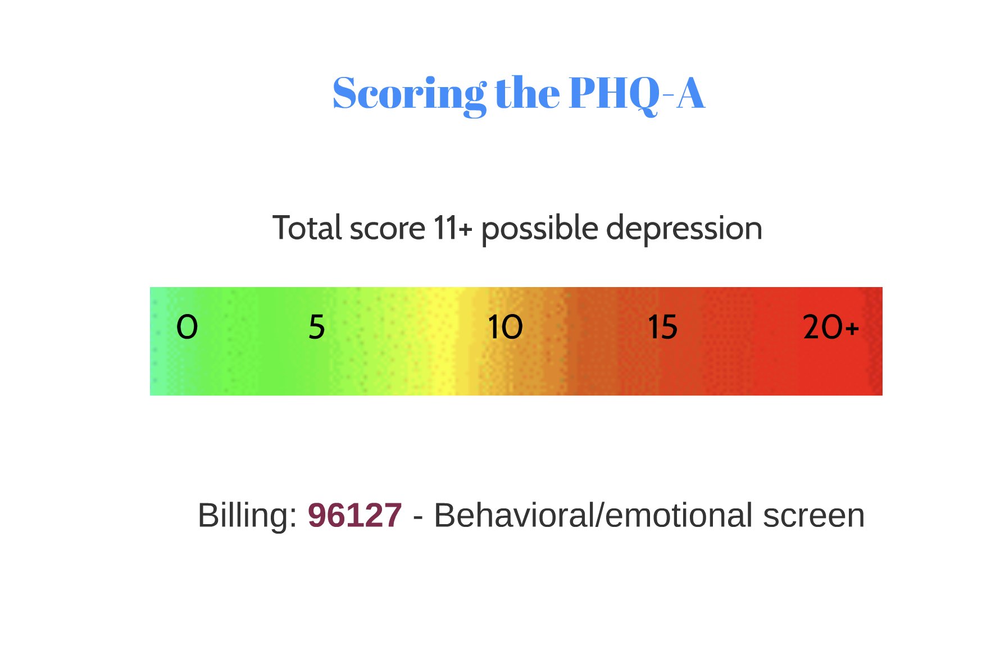 Scoring the PHQ-A
Total score 11+ possible depression
0 5 10 15 20+
Billing: 96127 - Behavioral/emotional screen